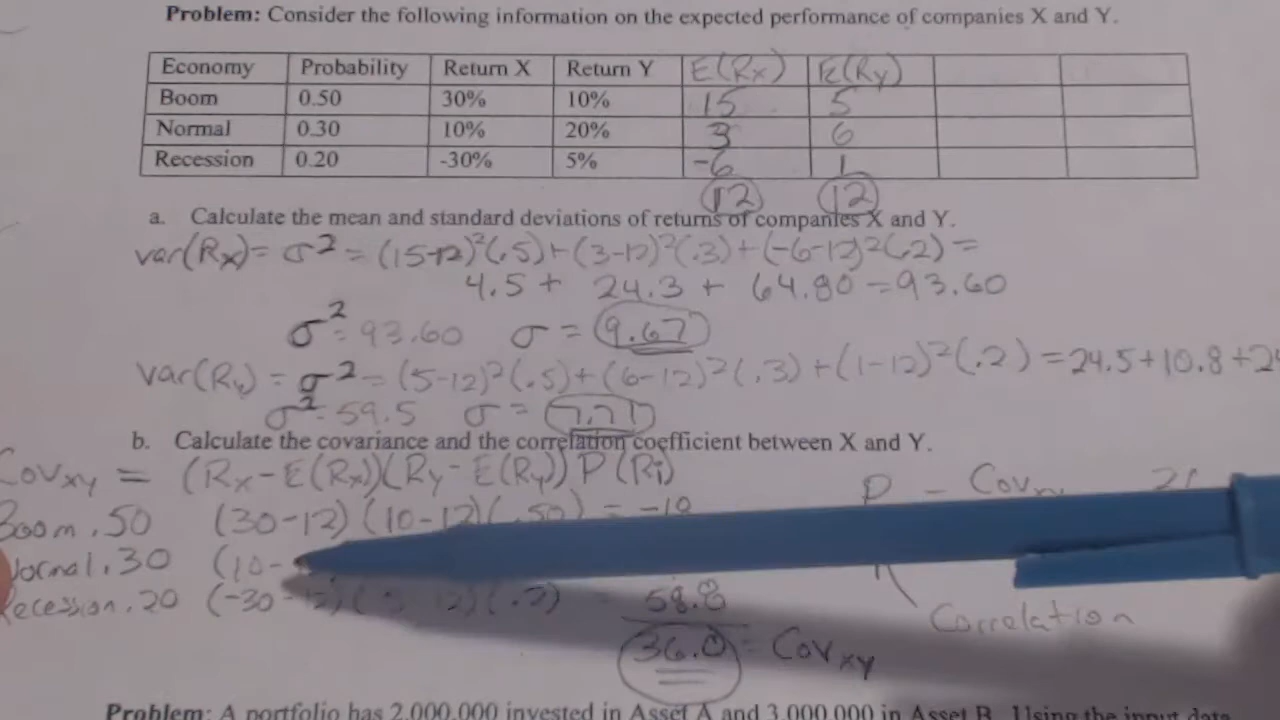 Problem: Consider the following information on the expected performance of companies X and Y.
Economy Probability Return X Return Y E(Rx) E(Ry)
Boom 0.50 30% 10% 15 5
Normal 0.30 10% 20% 3 6
Recession 0.20 -30% 5% -6 1
12 12
a. Calculate the mean and standard deviations of returns of companies X and Y.
var(Rx) = σ² = (15-12)²(.5)+(3-12)²(.3)+(-6-12)²(.2) =
4.5 + 24.3 + 64.80 = 93.60
σ² = 93.60 σ = 9.67
var(Ry) = σ² = (5-12)²(.5)+(6-12)²(.3)+(1-12)²(.2) = 24.5+10.8+2
σ² = 59.5 σ = 7.71
b. Calculate the covariance and the correlation coefficient between X and Y.
Cov xy = (Rx-E(Rx))(Ry-E(Ry)) P(Ri)
Boom .50 (30-12)(10-12)(.50) = -18
P = Cov
Normal .30 (10-
Recession .20 (-30-12)( 12)(.2) 58.8
Correlation
36.0 = Cov xy
Problem: A portfolio has 2,000,000 invested in Asset A and 3,000,000 in Asset B. Using the input data